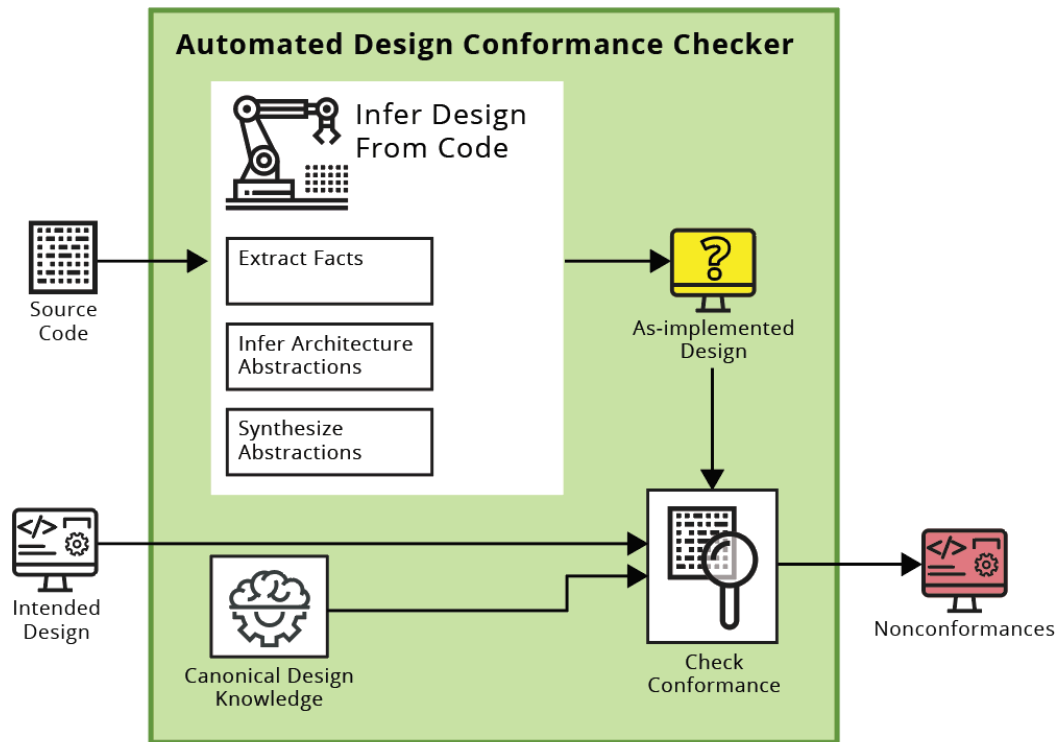 Automated Design Conformance Checker
Infer Design
From Code
Extract Facts
Infer Architecture
Abstractions
Synthesize
Abstractions
Source
Code
?
As-implemented
Design
</>
Intended
Design
Canonical Design
Knowledge
Check
Conformance
</>
Nonconformances